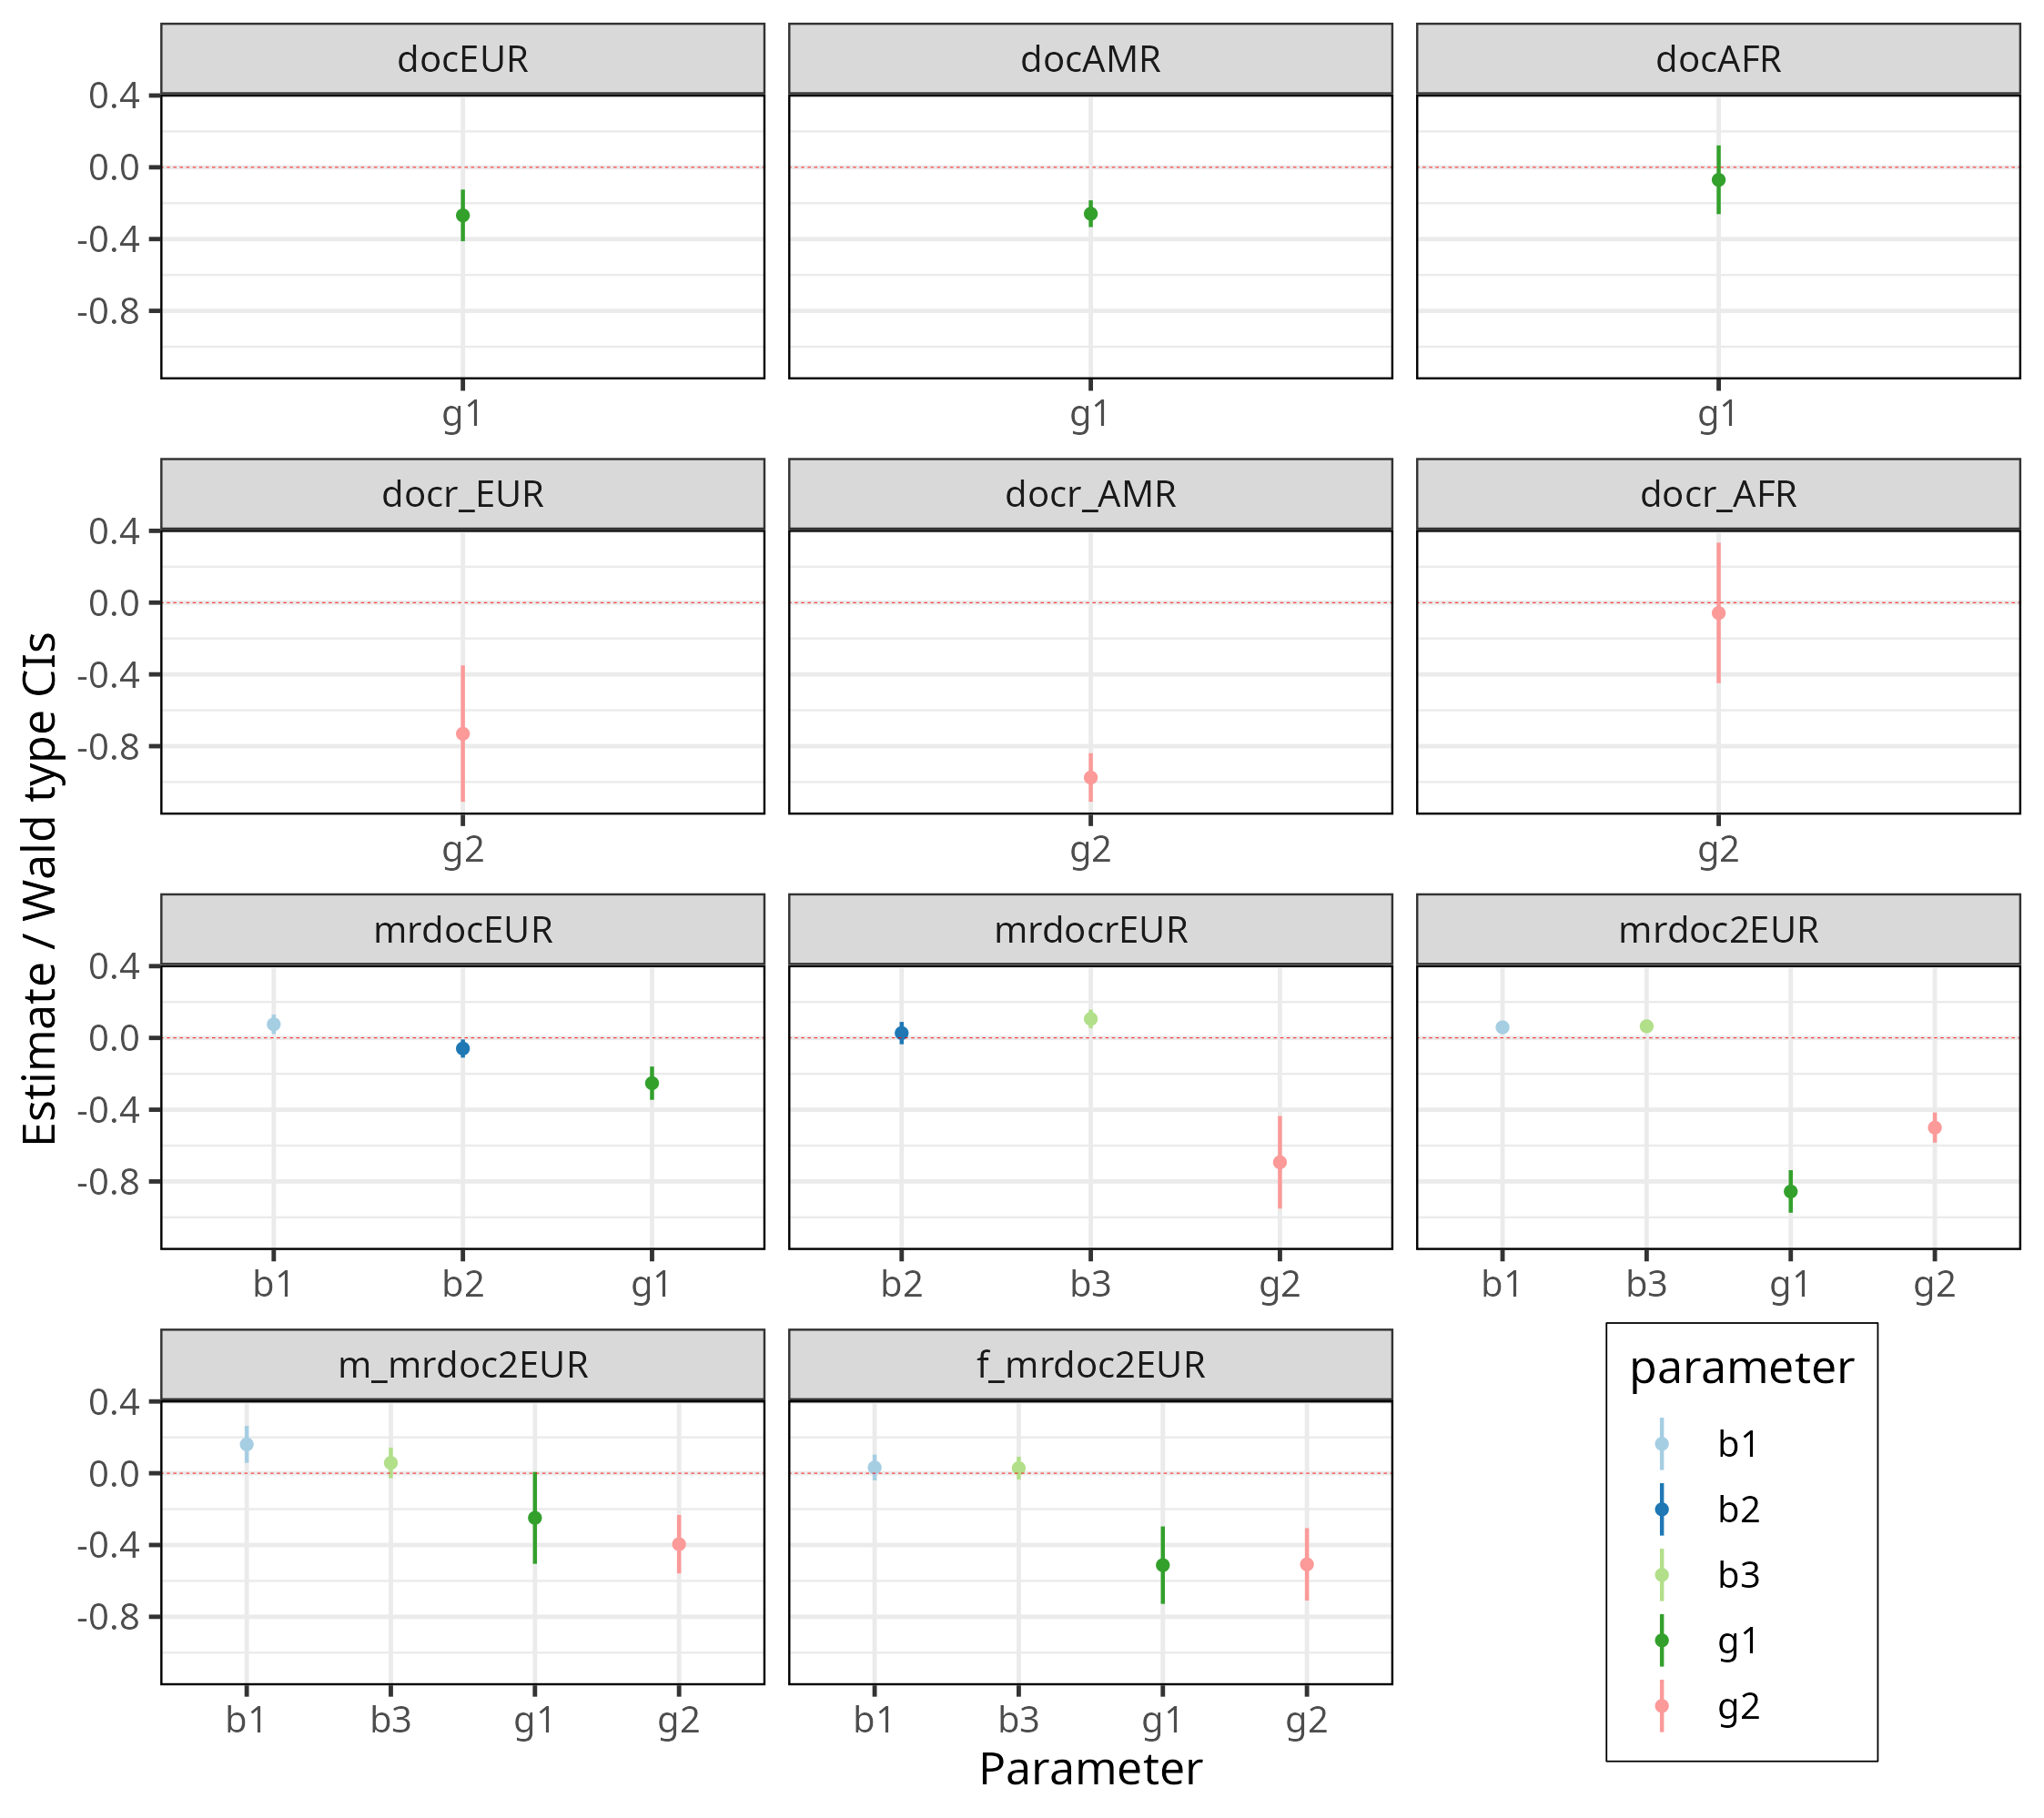 docEUR docAMR docAFR
0.4
0.0
-0.4
-0.8
g1 g1 g1
docr_EUR docr_AMR docr_AFR
0.4
0.0
-0.4
-0.8
g2 g2 g2
Estimate / Wald type CIs
mrdocEUR mrdocrEUR mrdoc2EUR
0.4
0.0
-0.4
-0.8
b1 b2 g1 b2 b3 g2 b1 b3 g1 g2
m_mrdoc2EUR f_mrdoc2EUR
0.4
0.0
-0.4
-0.8
b1 b3 g1 g2 b1 b3 g1 g2
Parameter
parameter
b1
b2
b3
g1
g2